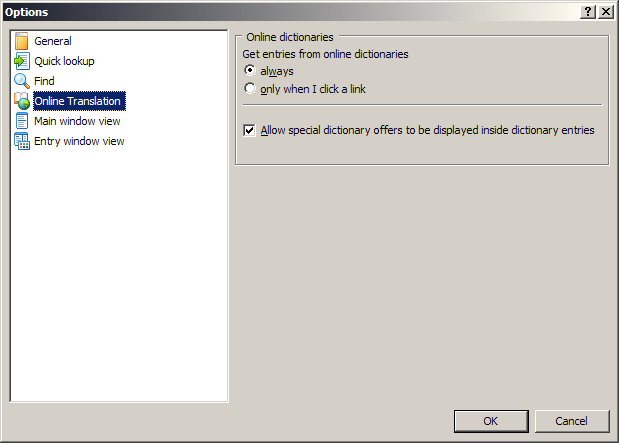 Options
General
Quick lookup
Find
Online Translation
Main window view
Entry window view
Online dictionaries
Get entries from online dictionaries
always
only when I click a link
Allow special dictionary offers to be displayed inside dictionary entries
OK
Cancel